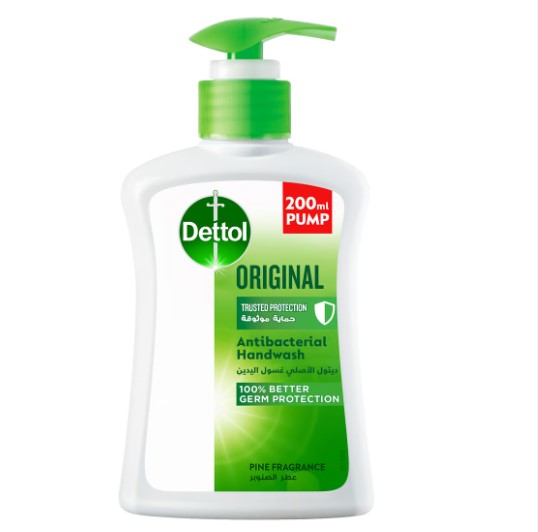 200ml
PUMP
Dettol
ORIGINAL
TRUSTED PROTECTION
حماية موثوقة
Antibacterial
Handwash
ديتول الأصلي غسول اليدين
100% BETTER
GERM PROTECTION
PINE FRAGRANCE
عطر الصنوبر